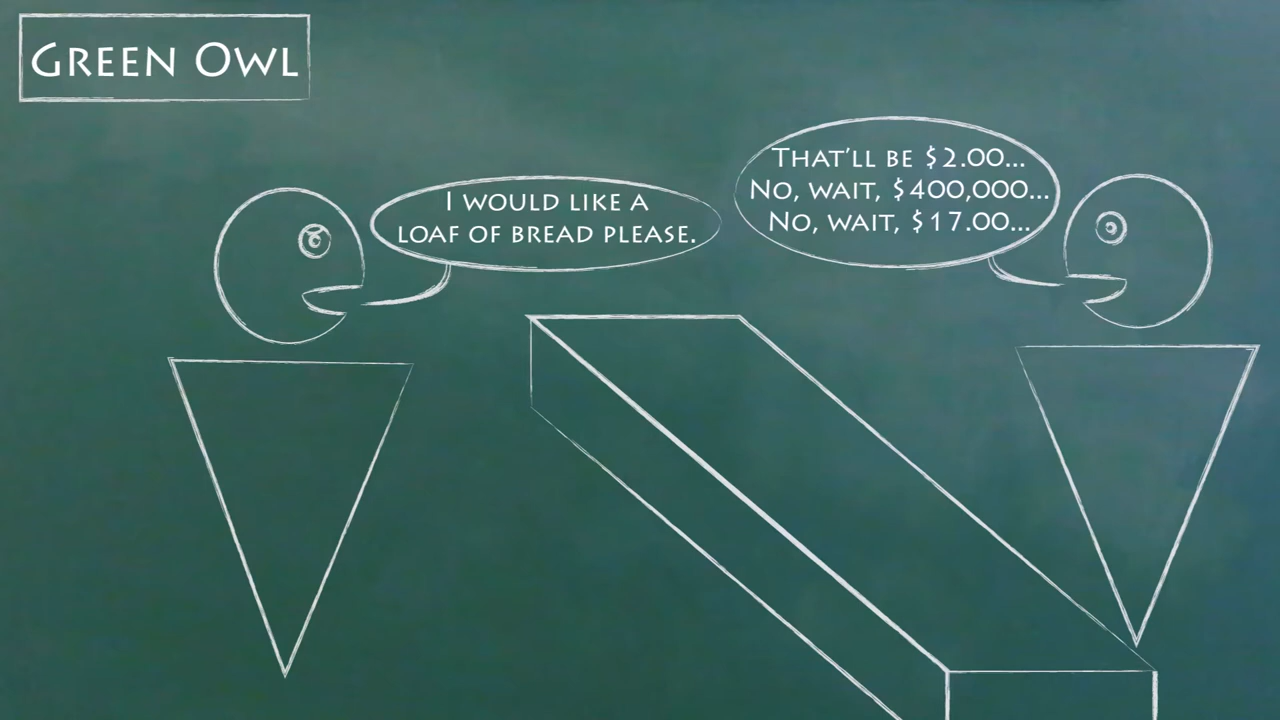 Green Owl
I would like a
loaf of bread please.
That'll be $2.00...
No, wait, $400,000...
No, wait, $17.00...